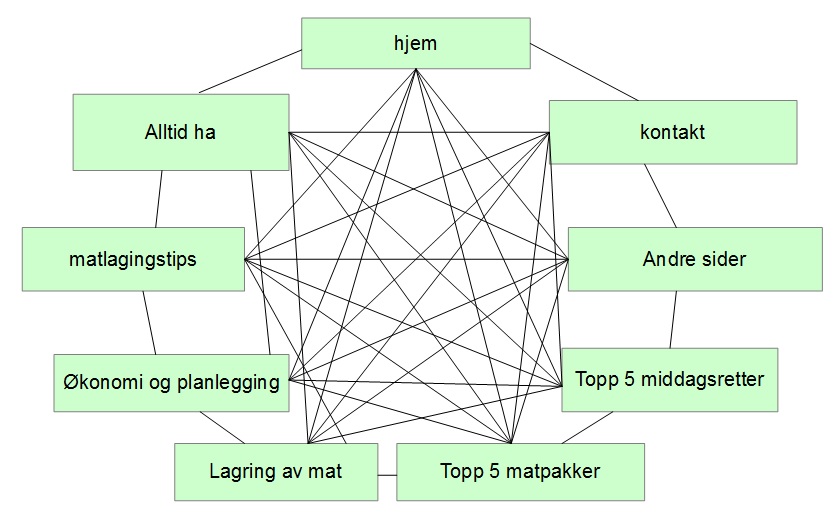 hjem
Alltid ha
kontakt
matlagingstips
Andre sider
Økonomi og planlegging
Topp 5 middagsretter
Lagring av mat
Topp 5 matpakker